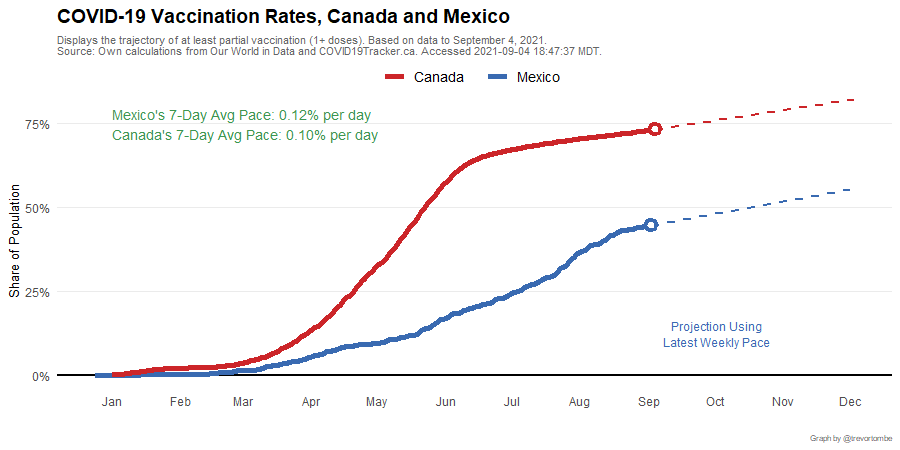 COVID-19 Vaccination Rates, Canada and Mexico
Displays the trajectory of at least partial vaccination (1+ doses). Based on data to September 4, 2021.
Source: Own calculations from Our World in Data and COVID19Tracker.ca. Accessed 2021-09-04 18:47:37 MDT.
Canada Mexico
Mexico's 7-Day Avg Pace: 0.12% per day
Canada's 7-Day Avg Pace: 0.10% per day
75%
50%
25%
0%
Share of Population
Projection Using
Latest Weekly Pace
Jan Feb Mar Apr May Jun Jul Aug Sep Oct Nov Dec
Graph by @trevortombe